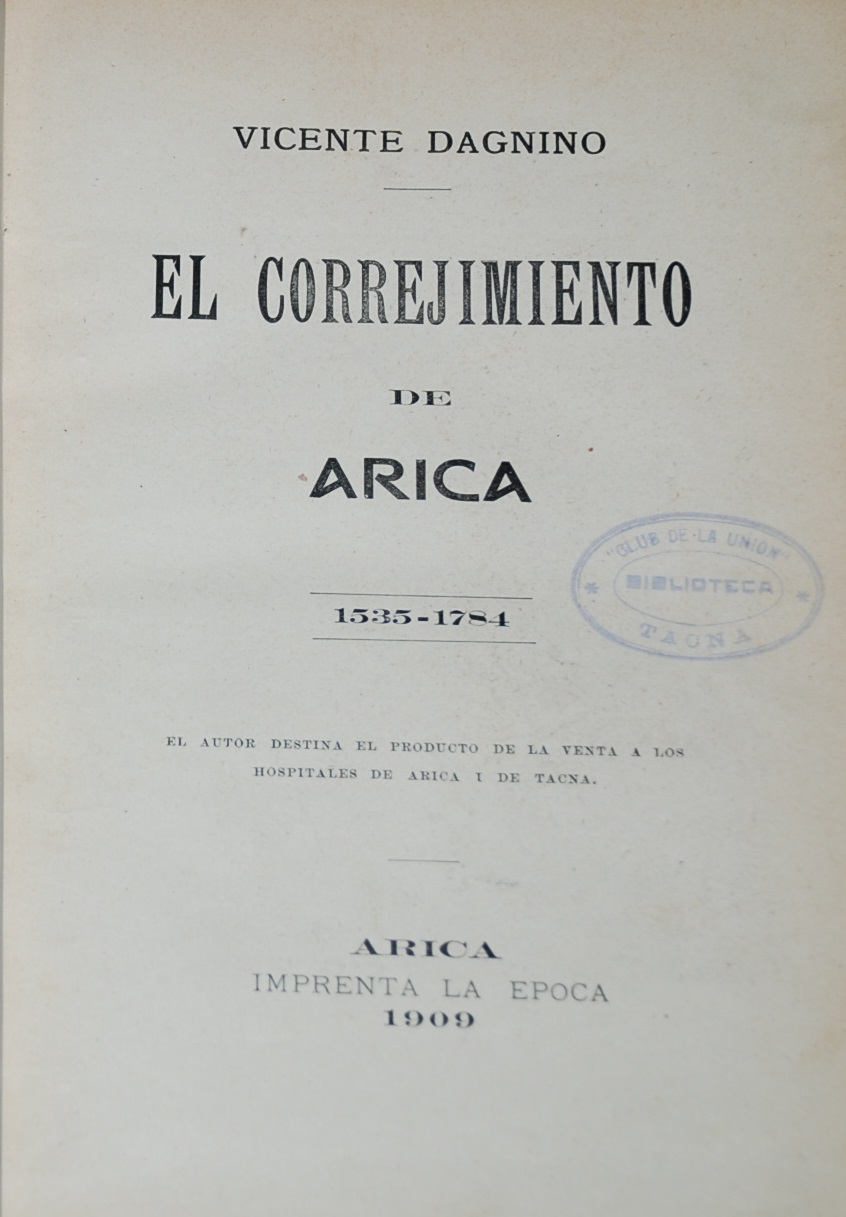 VICENTE DAGNINO
EL CORREJIMIENTO
DE
ARICA
1535-1784
"CLUB DE LA UNION"
* BIBLIOTECA *
TACNA
EL AUTOR DESTINA EL PRODUCTO DE LA VENTA A LOS
HOSPITALES DE ARICA I DE TACNA.
ARICA
IMPRENTA LA EPOCA
1909